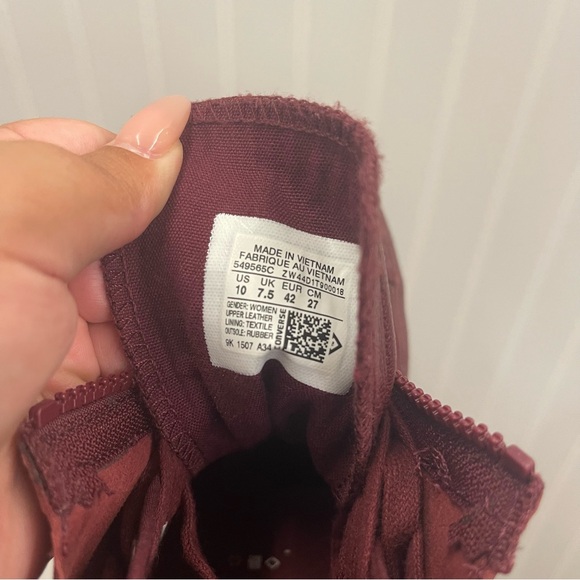 MADE IN VIETNAM
FABRIQUE AU VIETNAM
549565C ZW44D1T900018
US UK EUR CM
10 7.5 42 27
GENDER: WOMEN
UPPER: LEATHER
LINING: TEXTILE
OUTSOLE: RUBBER
9K 1507 A34
CONVERSE